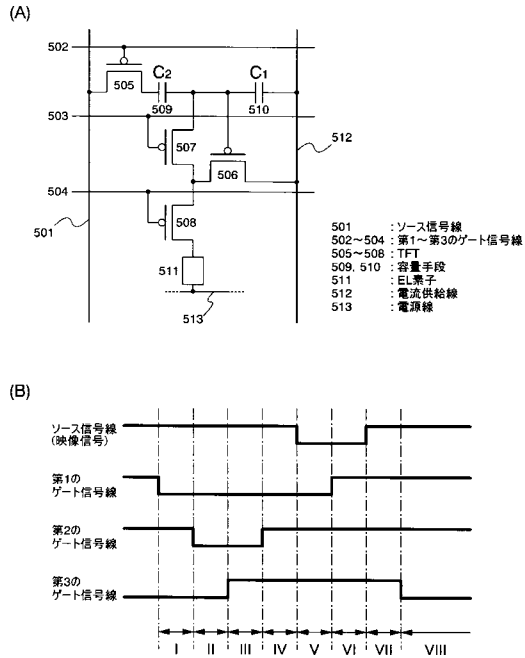 (A)
502
505
C2
509
C1
510
503
507
506
512
504
508
501
511
513
501 : ソース信号線
502~504 : 第1~第3のゲート信号線
505~508 : TFT
509, 510 : 容量手段
511 : EL素子
512 : 電流供給線
513 : 電源線
(B)
ソース信号線
(映像信号)
第1の
ゲート信号線
第2の
ゲート信号線
第3の
ゲート信号線
I II III IV V VI VII VIII